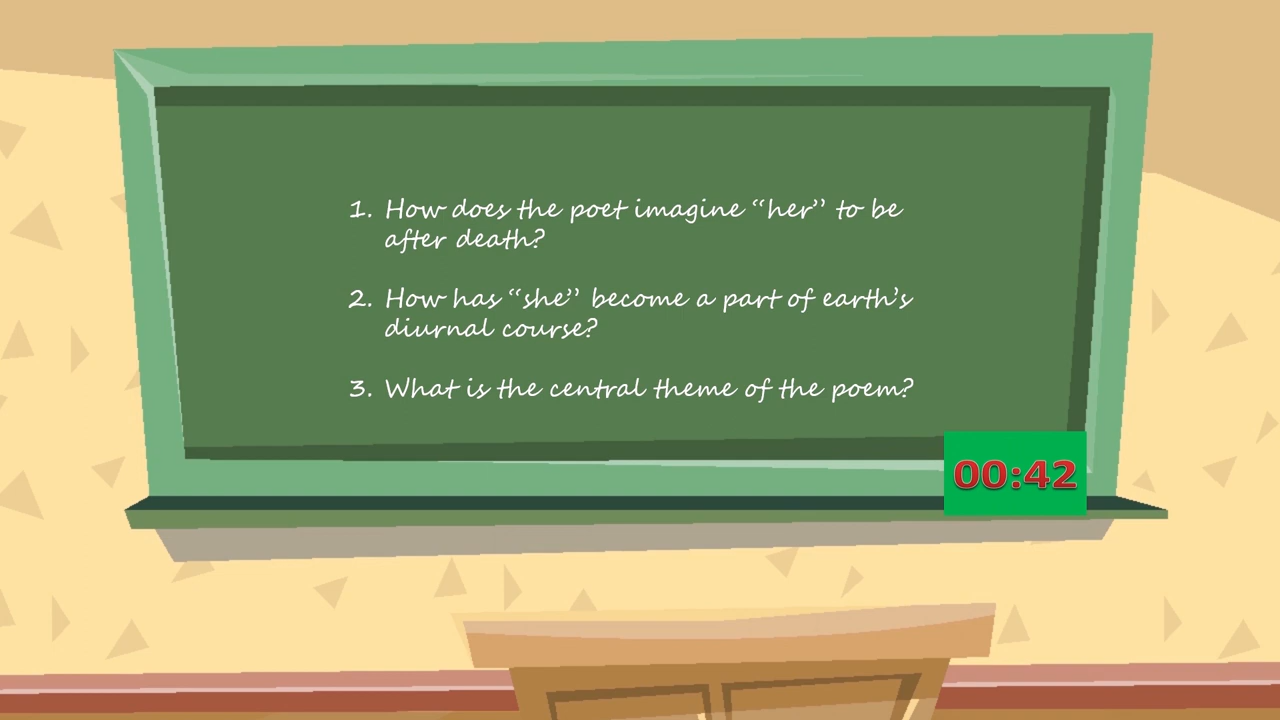 1. How does the poet imagine “her” to be
after death?
2. How has “she” become a part of earth’s
diurnal course?
3. What is the central theme of the poem?
00:42